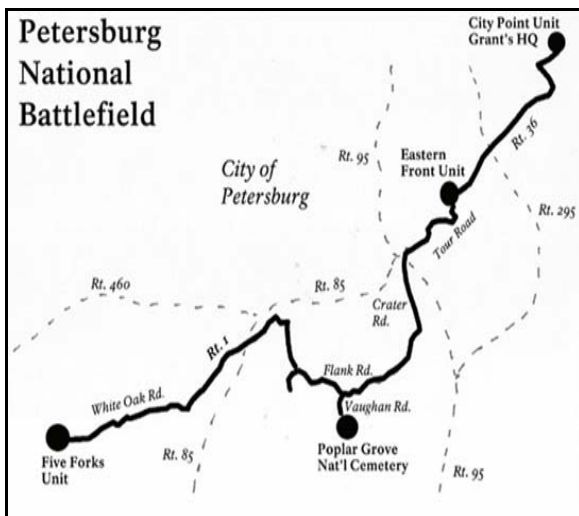 Petersburg
National
Battlefield
City Point Unit
Grant's HQ
Rt. 36
Rt. 95
Eastern
Front Unit
City of
Petersburg
Rt. 295
Tour Road
Rt. 460
Rt. 85
Crater
Rd.
Rt. 1
Flank Rd.
White Oak Rd.
Vaughan Rd.
Five Forks
Unit
Rt. 85
Poplar Grove
Nat'l Cemetery
Rt. 95